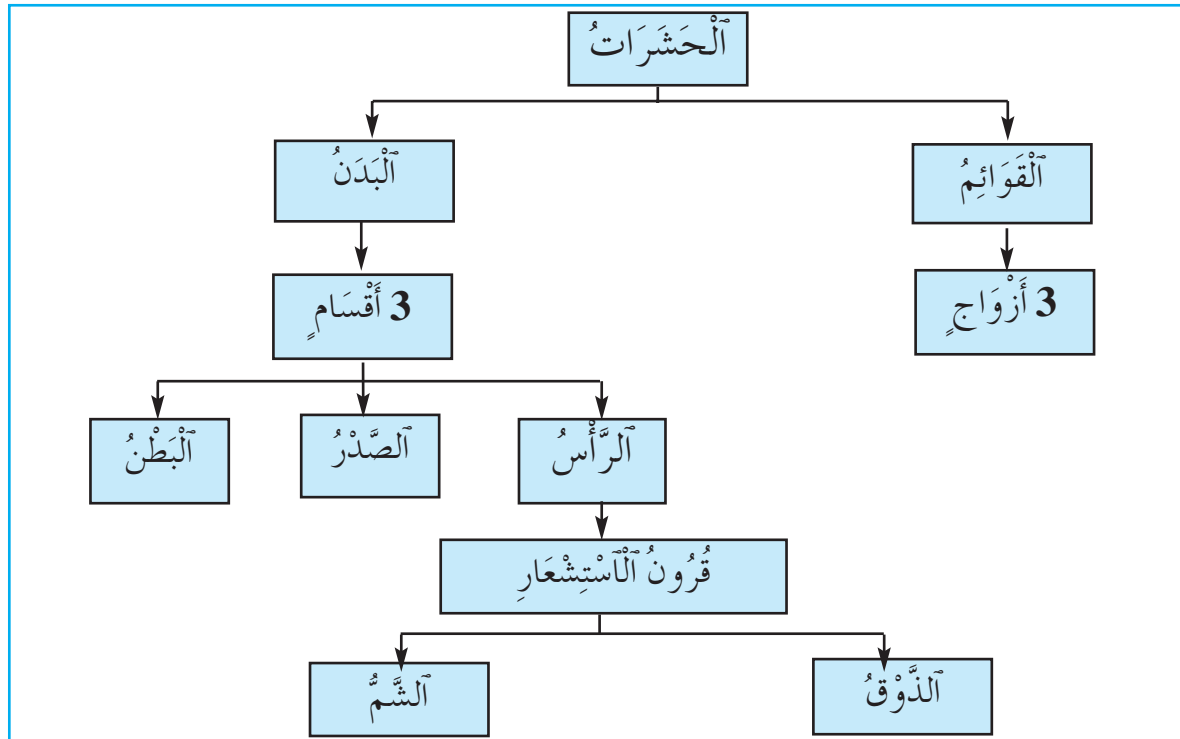 ٱلْحَشَرَاتُ
ٱلْقَوَائِمُ
ٱلْبَدَنُ
3 أَزْوَاجٍ
3 أَقْسَامٍ
ٱلرَّأْسُ
ٱلصَّدْرُ
ٱلْبَطْنُ
قُرُونُ ٱلْٱسْتِشْعَارِ
ٱلذَّوْقُ
ٱلشَّمُّ